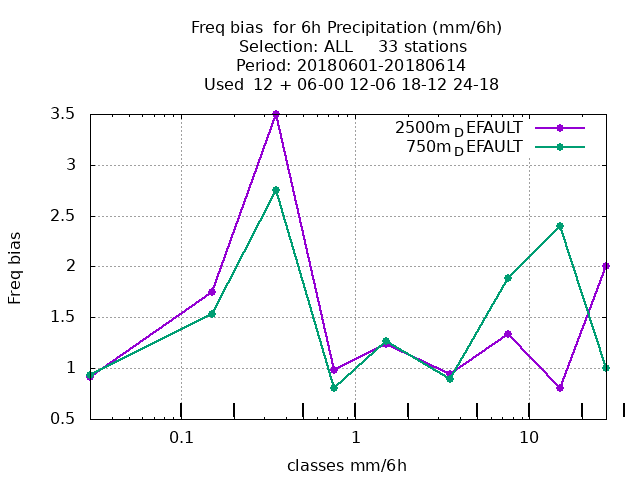 Freq bias for 6h Precipitation (mm/6h)
Selection: ALL 33 stations
Period: 20180601-20180614
Used 12 + 06-00 12-06 18-12 24-18
3.5
3
2.5
2
1.5
1
0.5
2500m_DEFAULT
750m_DEFAULT
Freq bias
0.1
1
10
classes mm/6h